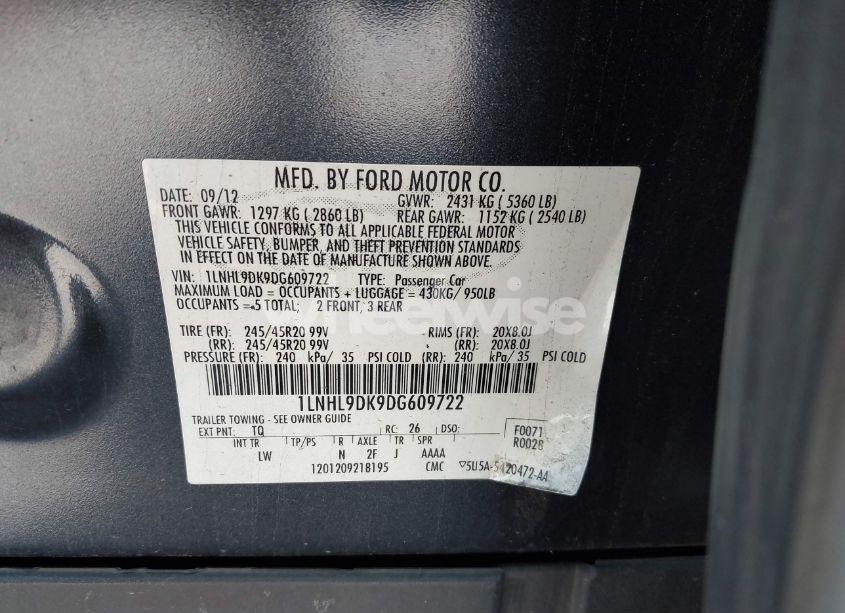 MFD. BY FORD MOTOR CO.
DATE: 09/12 GVWR: 2431 KG ( 5360 LB)
FRONT GAWR: 1297 KG ( 2860 LB) REAR GAWR: 1152 KG ( 2540 LB)
THIS VEHICLE CONFORMS TO ALL APPLICABLE FEDERAL MOTOR
VEHICLE SAFETY, BUMPER, AND THEFT PREVENTION STANDARDS
IN EFFECT ON THE DATE OF MANUFACTURE SHOWN ABOVE.
VIN: 1LNHL9DK9DG609722 TYPE: Passenger Car
MAXIMUM LOAD = OCCUPANTS + LUGGAGE = 430KG/ 950LB
OCCUPANTS = 5 TOTAL; 2 FRONT, 3 REAR
wheelwise
TIRE (FR): 245/45R20 99V RIMS (FR): 20X8.0J
(RR): 245/45R20 99V (RR): 20X8.0J
PRESSURE (FR): 240 kPa/ 35 PSI COLD (RR): 240 kPa/ 35 PSI COLD
1LNHL9DK9DG609722
TRAILER TOWING - SEE OWNER GUIDE
EXT PNT: TQ RC: 26 DSO: F0071
INT TR TP/PS R AXLE TR SPR R0028
LW N 2F J AAAA
1201209218195 CMC ▽5U5A-5420472-AA